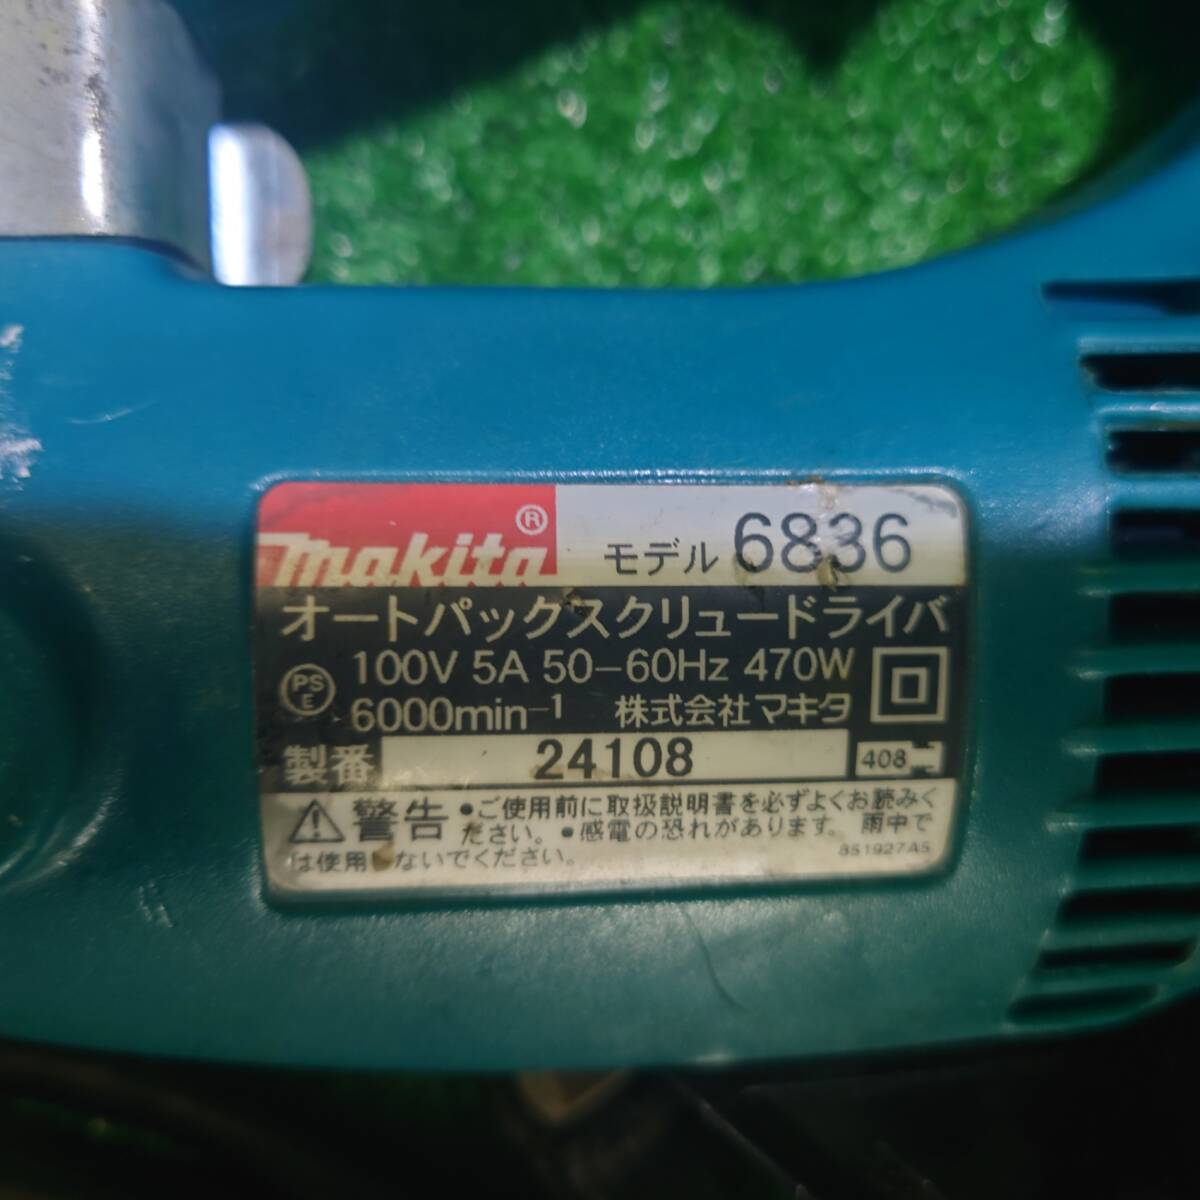 makita®
モデル 6836
オートパックスクリュードライバ
PSE 100V 5A 50-60Hz 470W
6000min⁻¹ 株式会社マキタ
製番 24108 408
警告 •ご使用前に取扱説明書を必ずよくお読みく
ださい。•感電の恐れがあります。雨中で
は使用しないでください。
851927A5